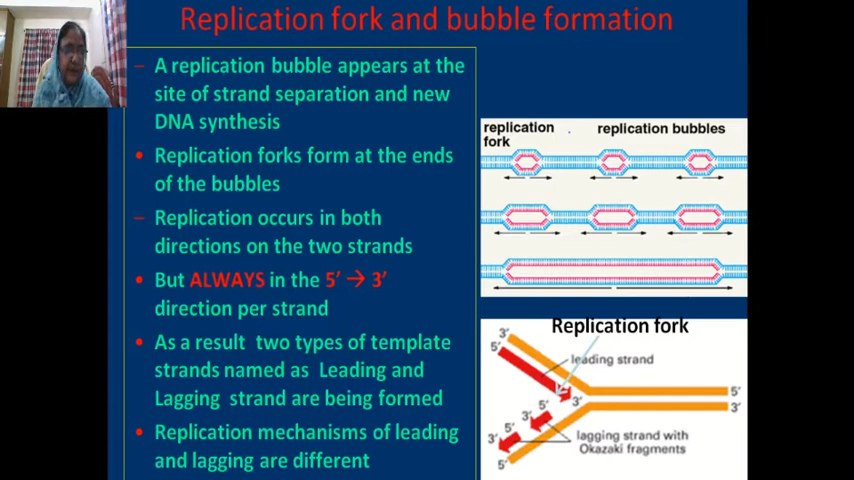 Replication fork and bubble formation
– A replication bubble appears at the
site of strand separation and new
DNA synthesis
• Replication forks form at the ends
of the bubbles
– Replication occurs in both
directions on the two strands
• But ALWAYS in the 5’ → 3’
direction per strand
• As a result two types of template
strands named as Leading and
Lagging strand are being formed
• Replication mechanisms of leading
and lagging are different
replication
fork
replication bubbles
Replication fork
3'
5'
leading strand
3'
5'
3'
5'
3'
5'
3'
5'
lagging strand with
Okazaki fragments